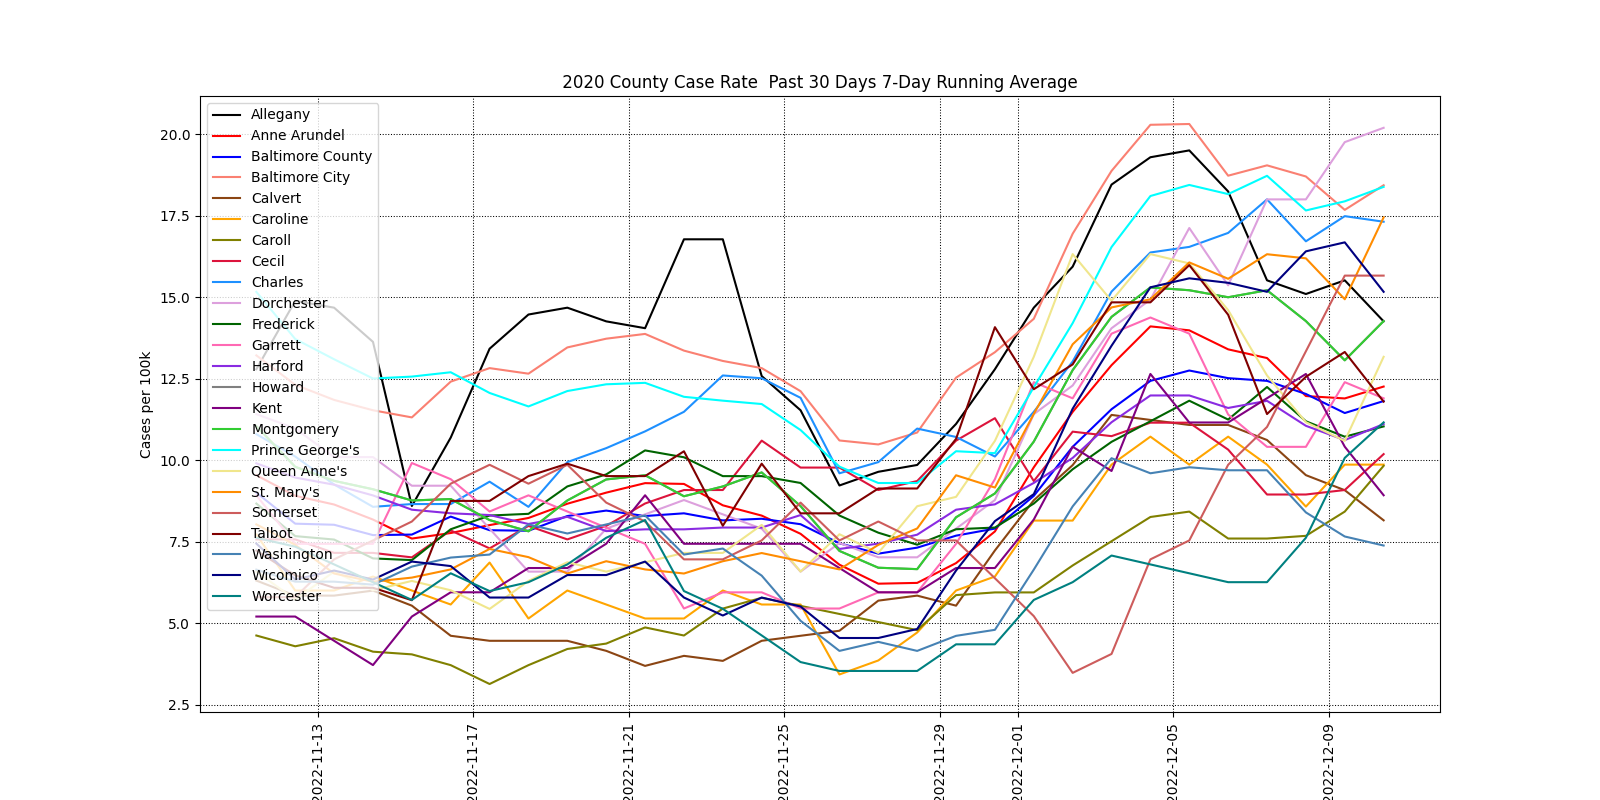 2020 County Case Rate  Past 30 Days 7-Day Running Average
Cases per 100k
20.0
17.5
15.0
12.5
10.0
7.5
5.0
2.5
Allegany
Anne Arundel
Baltimore County
Baltimore City
Calvert
Caroline
Caroll
Cecil
Charles
Dorchester
Frederick
Garrett
Harford
Howard
Kent
Montgomery
Prince George's
Queen Anne's
St. Mary's
Somerset
Talbot
Washington
Wicomico
Worcester
2022-11-13
2022-11-17
2022-11-21
2022-11-25
2022-11-29
2022-12-01
2022-12-05
2022-12-09